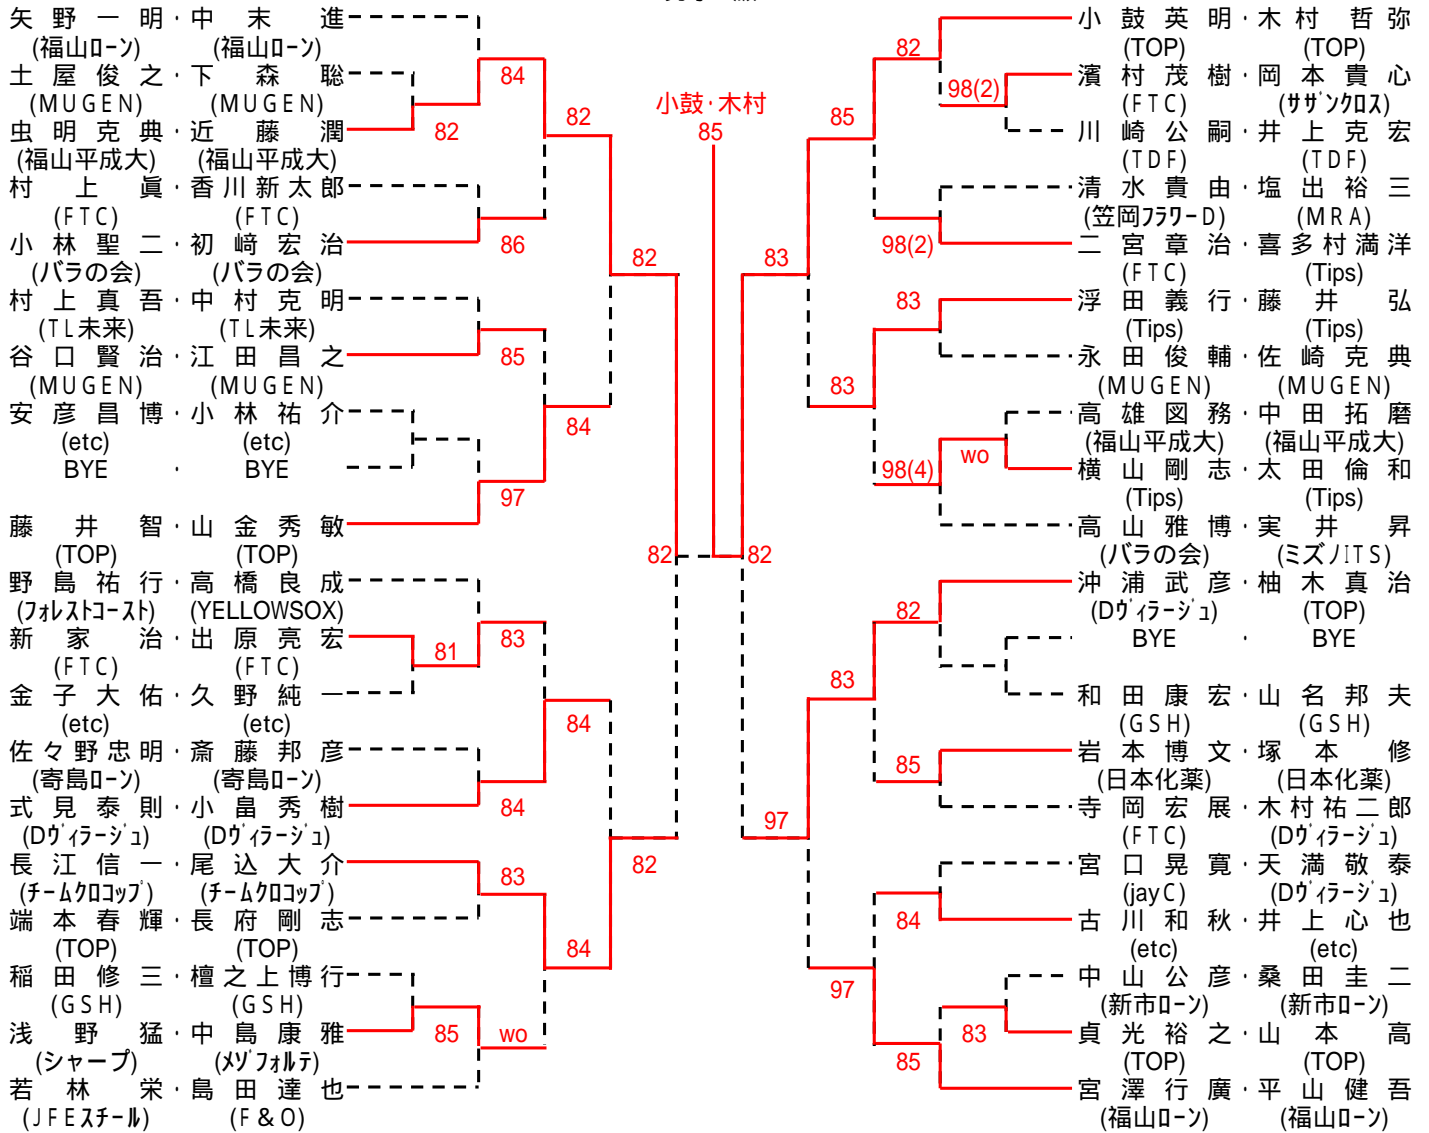 矢野一明・中末進
(福山ローン) (福山ローン)
土屋俊之・下森聡
(MUGEN) (MUGEN)
虫明克典・近藤潤
(福山平成大) (福山平成大)
村上眞・香川新太郎
(FTC) (FTC)
小林聖二・初﨑宏治
(バラの会) (バラの会)
村上真吾・中村克明
(TL未来) (TL未来)
谷口賢治・江田昌之
(MUGEN) (MUGEN)
安彦昌博・小林祐介
(etc) (etc)
BYE ・ BYE
藤井智・山金秀敏
(TOP) (TOP)
野島祐行・高橋良成
(フォレストコースト) (YELLOWSOX)
新家治・出原亮宏
(FTC) (FTC)
金子大佑・久野純一
(etc) (etc)
佐々野忠明・斎藤邦彦
(寄島ローン) (寄島ローン)
式見泰則・小畠秀樹
(Dヴィラージュ) (Dヴィラージュ)
長江信一・尾込大介
(チームクロコップ) (チームクロコップ)
端本春輝・長府剛志
(TOP) (TOP)
稲田修三・檀之上博行
(GSH) (GSH)
浅野猛・中島康雅
(シャープ) (メゾフォルテ)
若林栄・島田達也
(JFEスチール) (F&O)
82
84
86
85
97
81
83
84
83
85
wo
82
84
84
84
82
82
82
小鼓・木村
85
82
83
97
85
83
83
97
82
98(2)
98(2)
83
98(4)
wo
82
85
84
85
83
小鼓英明・木村哲弥
(TOP) (TOP)
濱村茂樹・岡本貴心
(FTC) (サザンクロス)
川崎公嗣・井上克宏
(TDF) (TDF)
清水貴由・塩出裕三
(笠岡フラワーD) (MRA)
二宮章治・喜多村満洋
(FTC) (Tips)
浮田義行・藤井弘
(Tips) (Tips)
永田俊輔・佐崎克典
(MUGEN) (MUGEN)
高雄図務・中田拓磨
(福山平成大) (福山平成大)
横山剛志・太田倫和
(Tips) (Tips)
高山雅博・実井昇
(バラの会) (ミズノITS)
沖浦武彦・柚木真治
(Dヴィラージュ) (TOP)
BYE ・ BYE
和田康宏・山名邦夫
(GSH) (GSH)
岩本博文・塚本修
(日本化薬) (日本化薬)
寺岡宏展・木村祐二郎
(FTC) (Dヴィラージュ)
宮口晃寛・天満敬泰
(jayC) (Dヴィラージュ)
古川和秋・井上心也
(etc) (etc)
中山公彦・桑田圭二
(新市ローン) (新市ローン)
貞光裕之・山本高
(TOP) (TOP)
宮澤行廣・平山健吾
(福山ローン) (福山ローン)